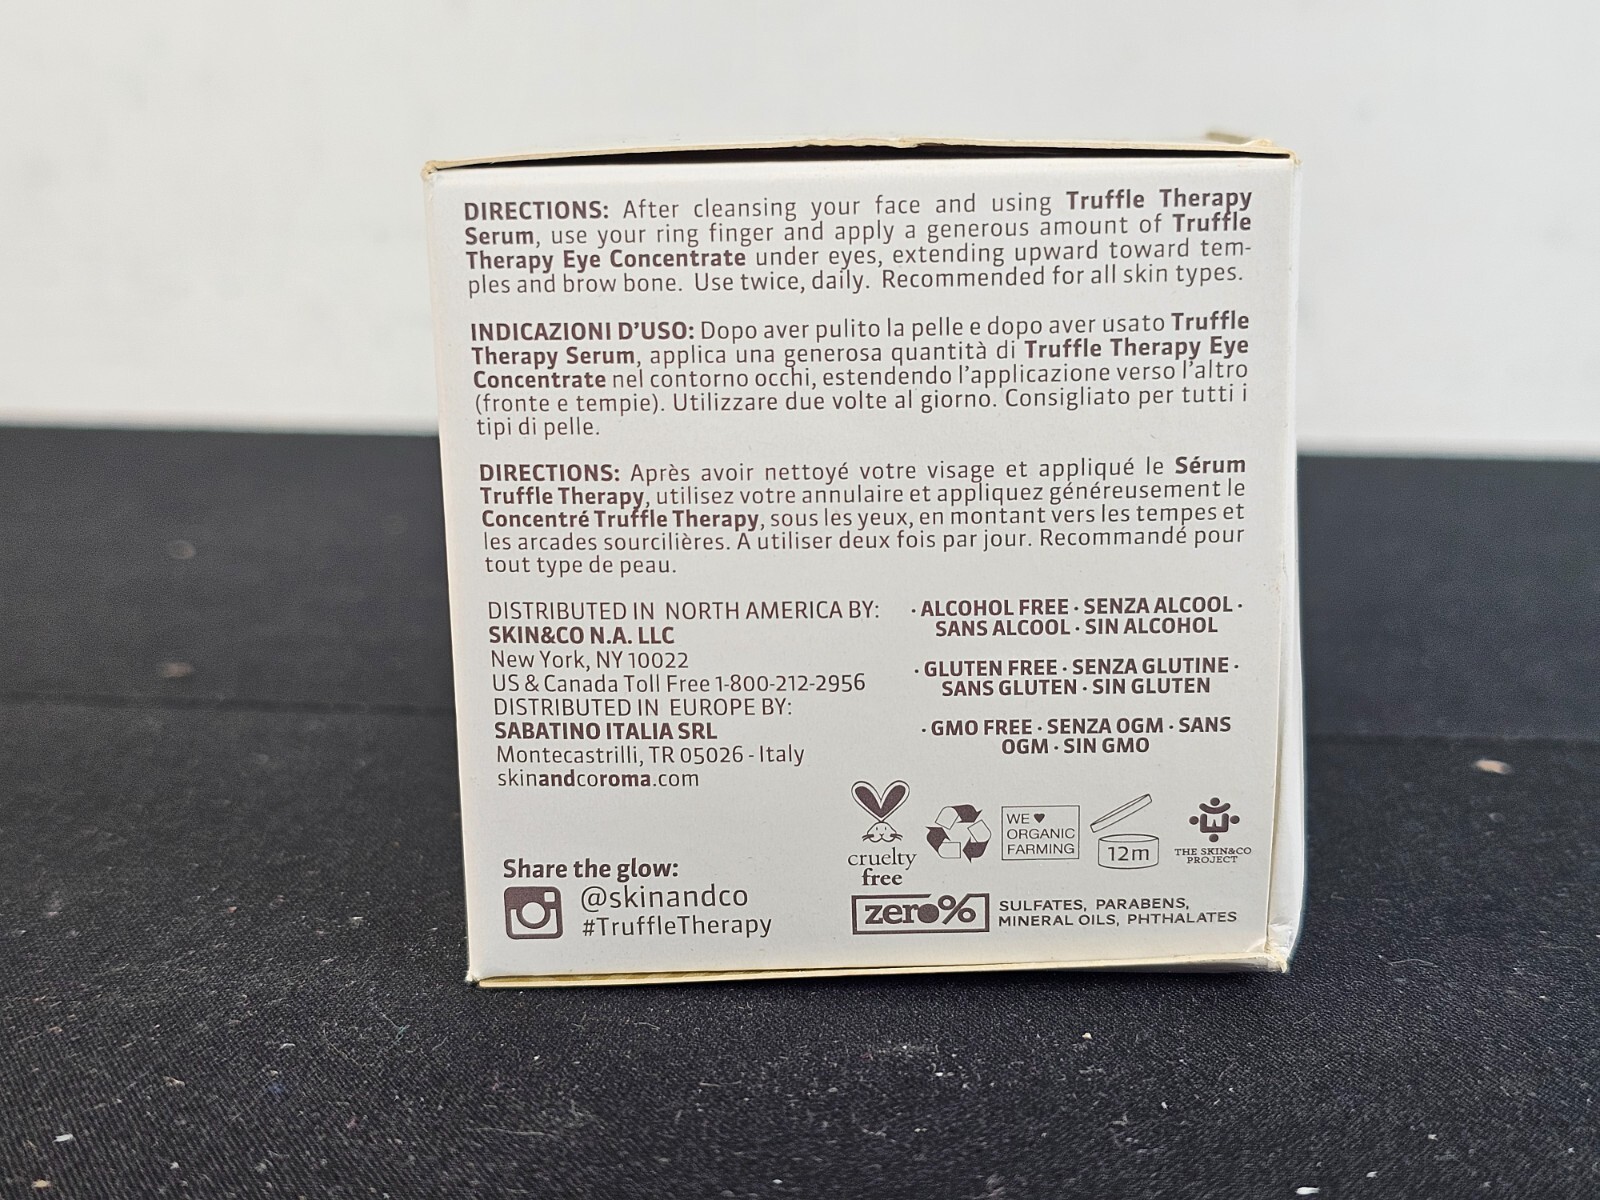 DIRECTIONS: After cleansing your face and using Truffle Therapy
Serum, use your ring finger and apply a generous amount of Truffle
Therapy Eye Concentrate under eyes, extending upward toward tem-
ples and brow bone. Use twice, daily. Recommended for all skin types.
INDICAZIONI D'USO: Dopo aver pulito la pelle e dopo aver usato Truffle
Therapy Serum, applica una generosa quantità di Truffle Therapy Eye
Concentrate nel contorno occhi, estendendo l'applicazione verso l'altro
(fronte e tempie). Utilizzare due volte al giorno. Consigliato per tutti i
tipi di pelle.
DIRECTIONS: Après avoir nettoyé votre visage et appliqué le Sérum
Truffle Therapy, utilisez votre annulaire et appliquez généreusement le
Concentré Truffle Therapy, sous les yeux, en montant vers les tempes et
les arcades sourcilières. A utiliser deux fois par jour. Recommandé pour
tout type de peau.
DISTRIBUTED IN NORTH AMERICA BY:
SKIN&CO N.A. LLC
New York, NY 10022
US & Canada Toll Free 1-800-212-2956
DISTRIBUTED IN EUROPE BY:
SABATINO ITALIA SRL
Montecastrilli, TR 05026 - Italy
skinandcoroma.com
Share the glow:
@skinandco
#TruffleTherapy
· ALCOHOL FREE · SENZA ALCOOL ·
SANS ALCOOL · SIN ALCOHOL
· GLUTEN FREE · SENZA GLUTINE ·
SANS GLUTEN · SIN GLUTEN
· GMO FREE · SENZA OGM · SANS
OGM · SIN GMO
cruelty
free
WE ♥
ORGANIC
FARMING
12m
THE SKIN&CO
PROJECT
zero%
SULFATES, PARABENS,
MINERAL OILS, PHTHALATES